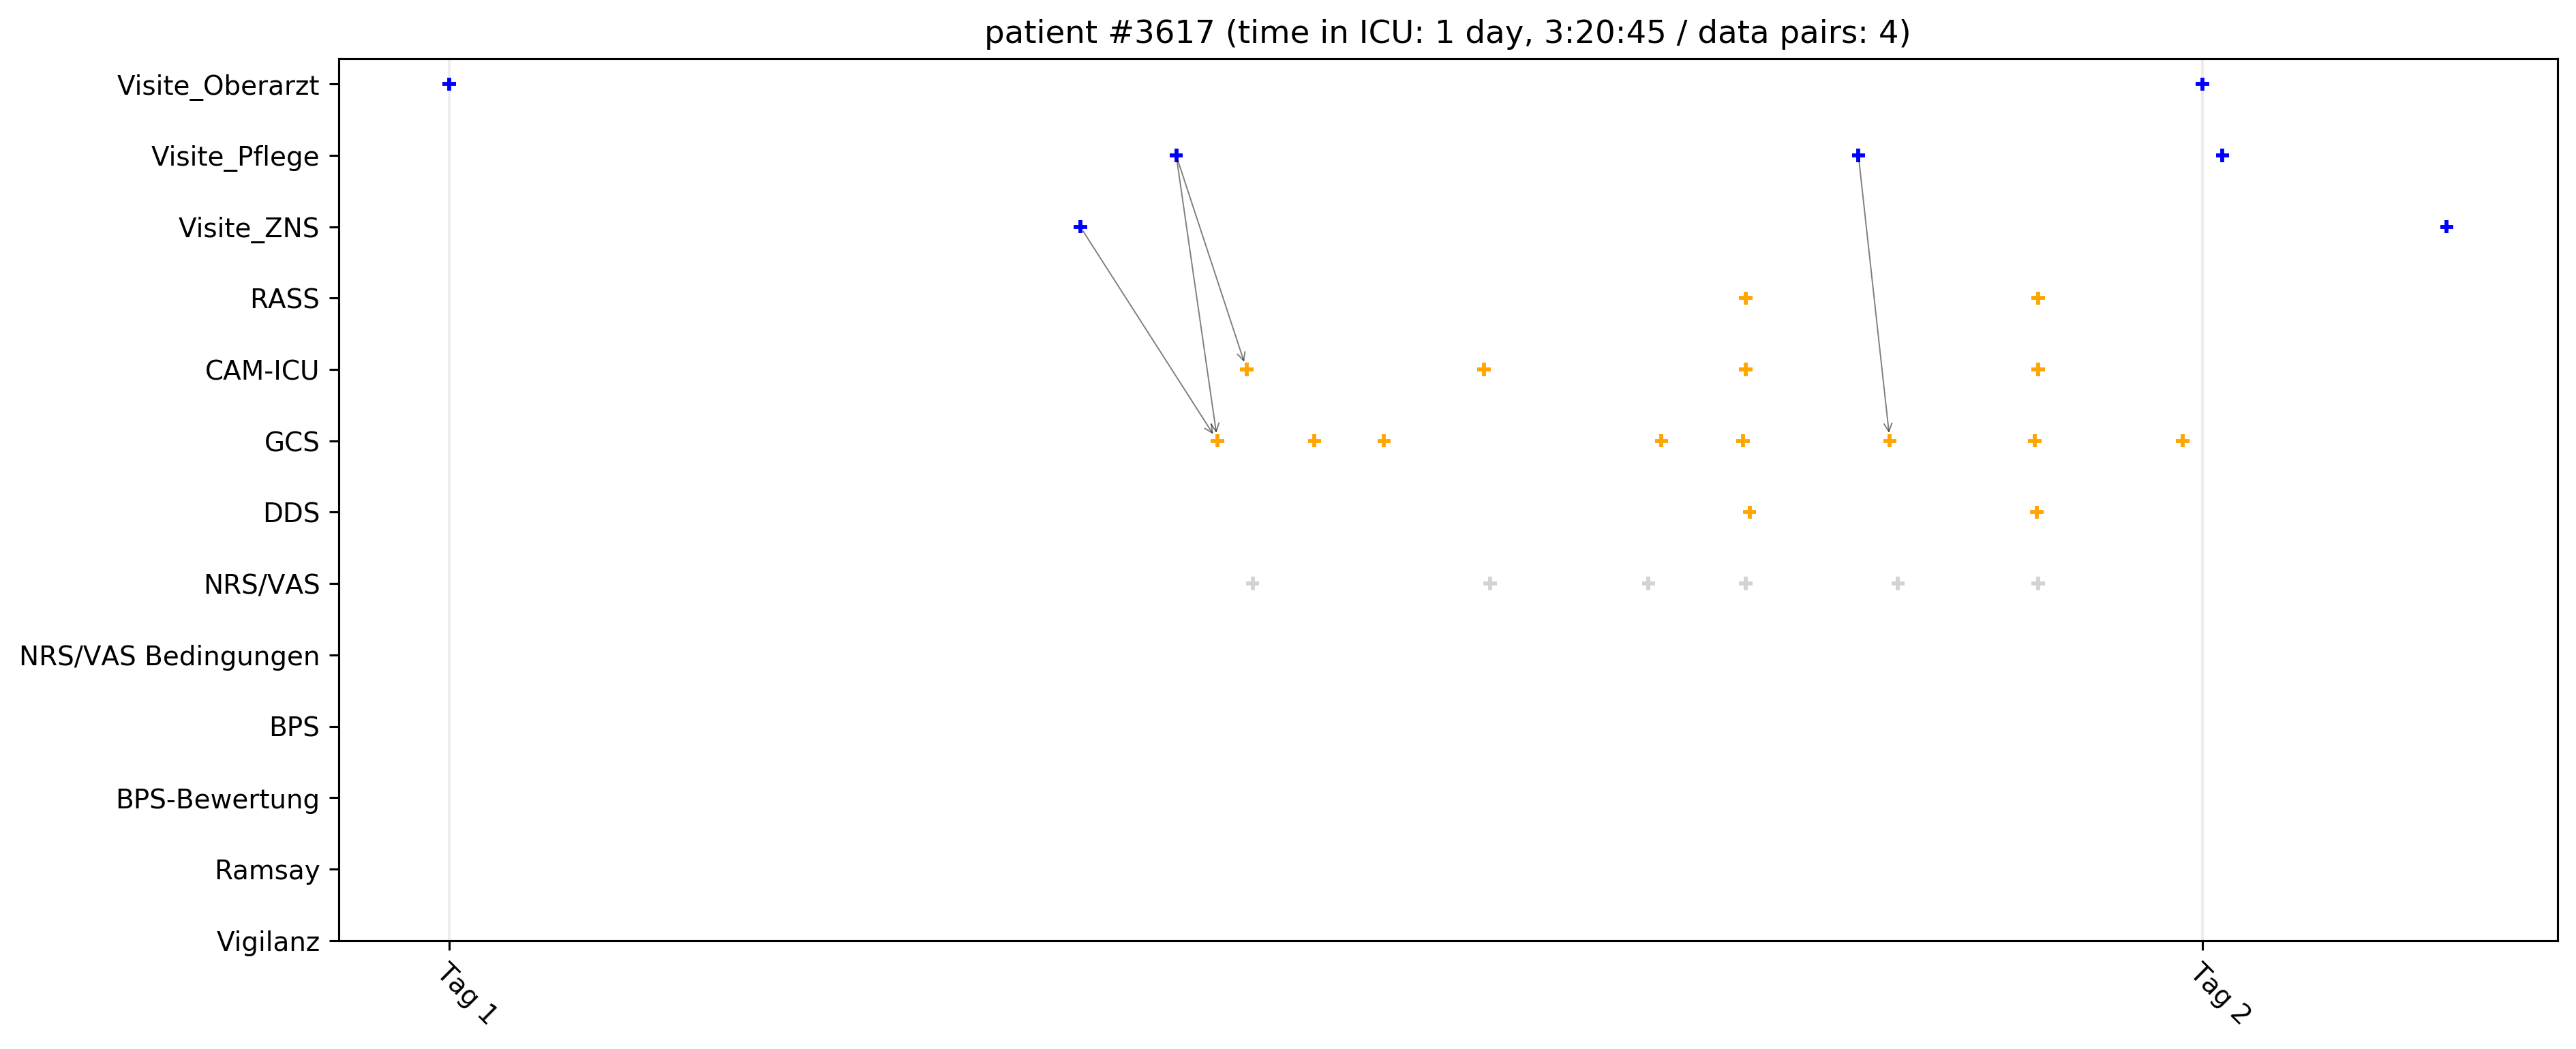 patient #3617 (time in ICU: 1 day, 3:20:45 / data pairs: 4)
Visite_Oberarzt
Visite_Pflege
Visite_ZNS
RASS
CAM-ICU
GCS
DDS
NRS/VAS
NRS/VAS Bedingungen
BPS
BPS-Bewertung
Ramsay
Vigilanz
Tag 1
Tag 2